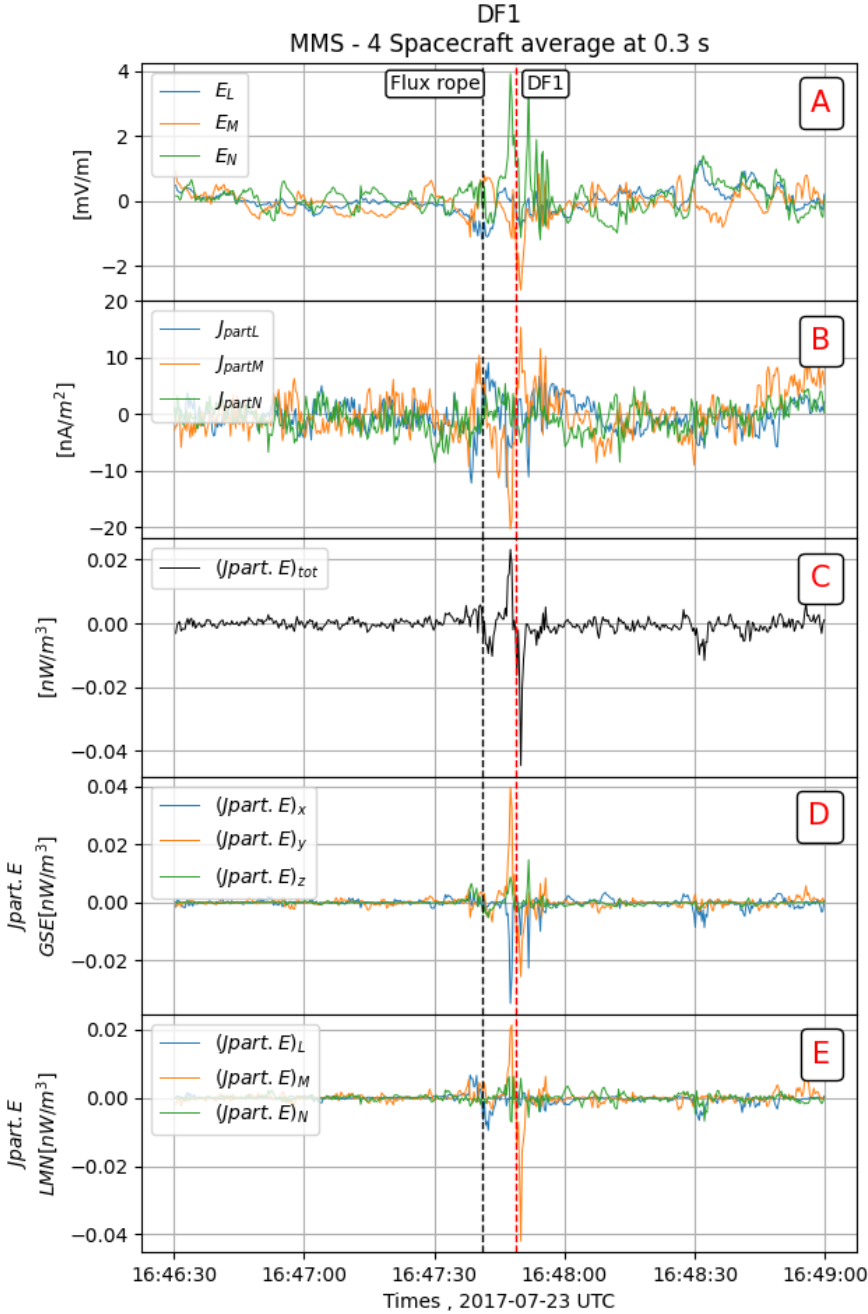 DF1
MMS - 4 Spacecraft average at 0.3 s
4
2
0
−2
[mV/m]
E_L
E_M
E_N
Flux rope
DF1
A
20
10
0
−10
−20
[nA/m²]
J_partL
J_partM
J_partN
B
0.02
0.00
−0.02
−0.04
[nW/m³]
(Jpart. E)_tot
C
0.04
0.02
0.00
−0.02
Jpart. E
GSE[nW/m³]
(Jpart. E)_x
(Jpart. E)_y
(Jpart. E)_z
D
0.02
0.00
−0.02
−0.04
Jpart. E
LMN[nW/m³]
(Jpart. E)_L
(Jpart. E)_M
(Jpart. E)_N
E
16:46:30 16:47:00 16:47:30 16:48:00 16:48:30 16:49:00
Times , 2017-07-23 UTC